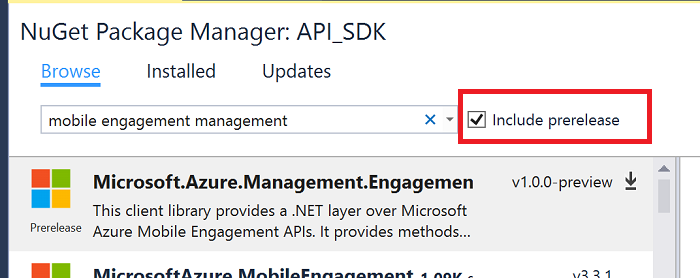 NuGet Package Manager: API_SDK
Browse Installed Updates
mobile engagement management
Include prerelease
Microsoft.Azure.Management.Engagemen v1.0.0-preview
Prerelease
This client library provides a .NET layer over Microsoft
Azure Mobile Engagement APIs. It provides methods...
MicrosoftAzure.MobileEngagement 1.09K v3.3.1